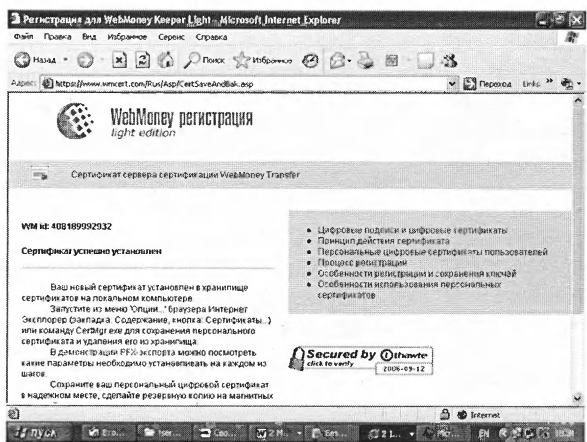 Регистрация для WebMoney Keeper Light - Microsoft Internet Explorer
Файл Правка Вид Избранное Сервис Справка
Назад Поиск Избранное
Адрес: https://www.wmcert.com/Rus/Asp/CertSaveAndBak.asp Переход Links »
WebMoney регистрация
light edition
Сертификат сервера сертификации WebMoney Transfer
WM id: 408189992932
Сертификат успешно установлен
Ваш новый сертификат установлен в хранилище
сертификатов на локальном компьютере.
Запустите из меню 'Опции...' браузера Интернет
Эксплорер (закладка: Содержание, кнопка: Сертификаты...)
или команду CertMgr.exe для сохранения персонального
сертификата и удаления его из хранилища.
В демонстрации PFX-экспорта можно посмотреть
какие параметры необходимо устанавливать на каждом из
шагов.
Сохраните ваш персональный цифровой сертификат
в надежном месте, сделайте резервную копию на магнитных
Цифровые подписи и цифровые сертификаты
Принцип действия сертификата
Персональные цифровые сертификаты пользователей
Процесс регистрации
Особенности регистрации и сохранения ключей
Особенности использования персональных
сертификатов
Secured by thawte
click to verify
2006-09-12
Internet
пуск 2 M... EN